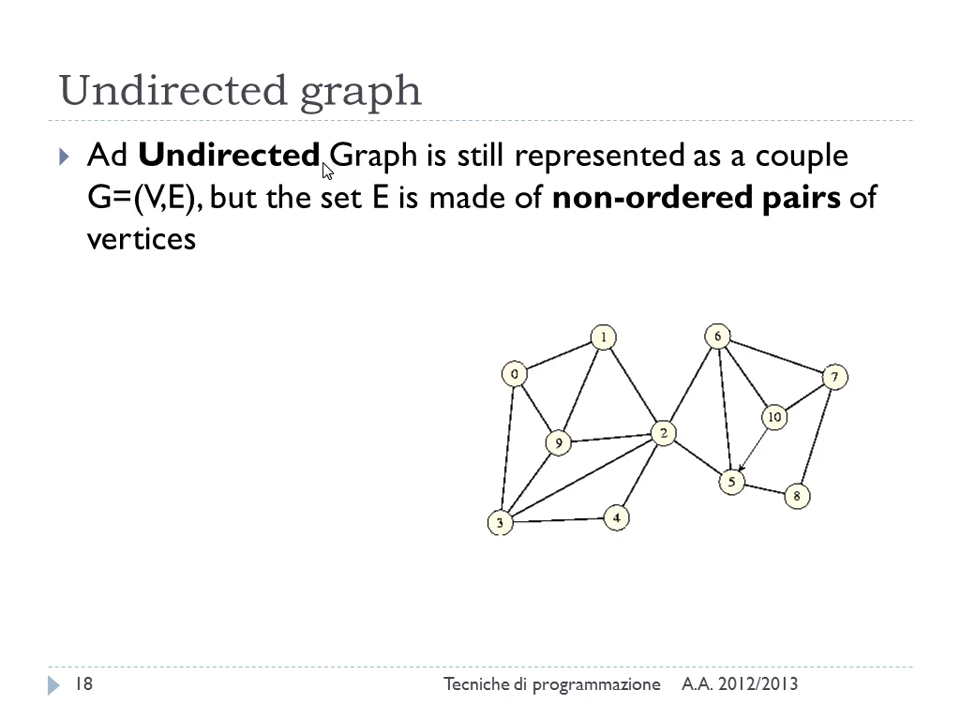 Undirected graph
Ad Undirected Graph is still represented as a couple
G=(V,E), but the set E is made of non-ordered pairs of
vertices
1
6
0
7
10
9
2
5
8
3
4
18
Tecniche di programmazione A.A. 2012/2013